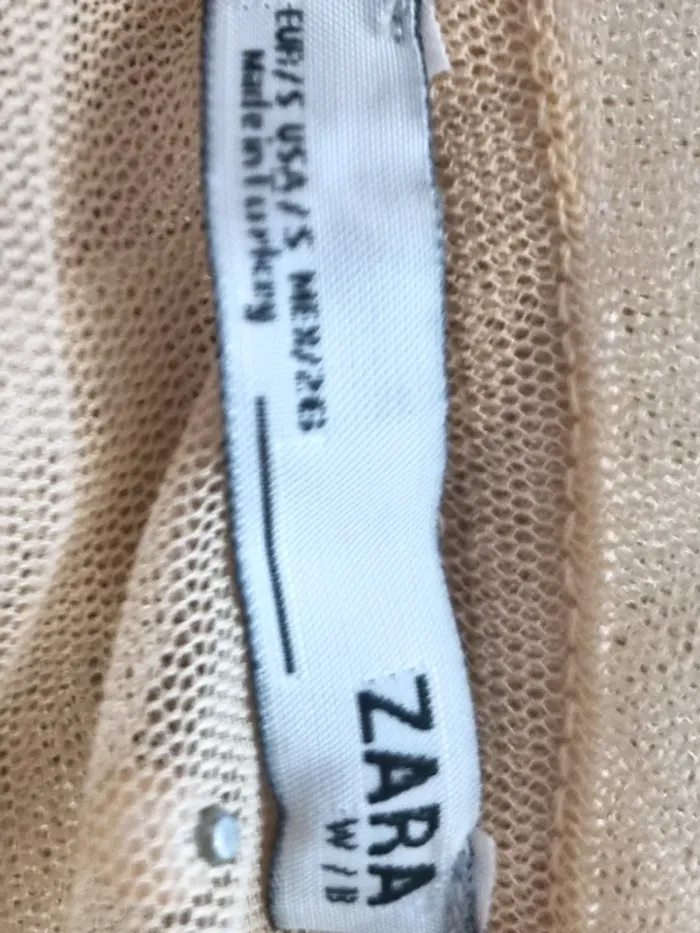 ZARA
W / B
EUR/S USA/S MEX/26
Made in Turkey